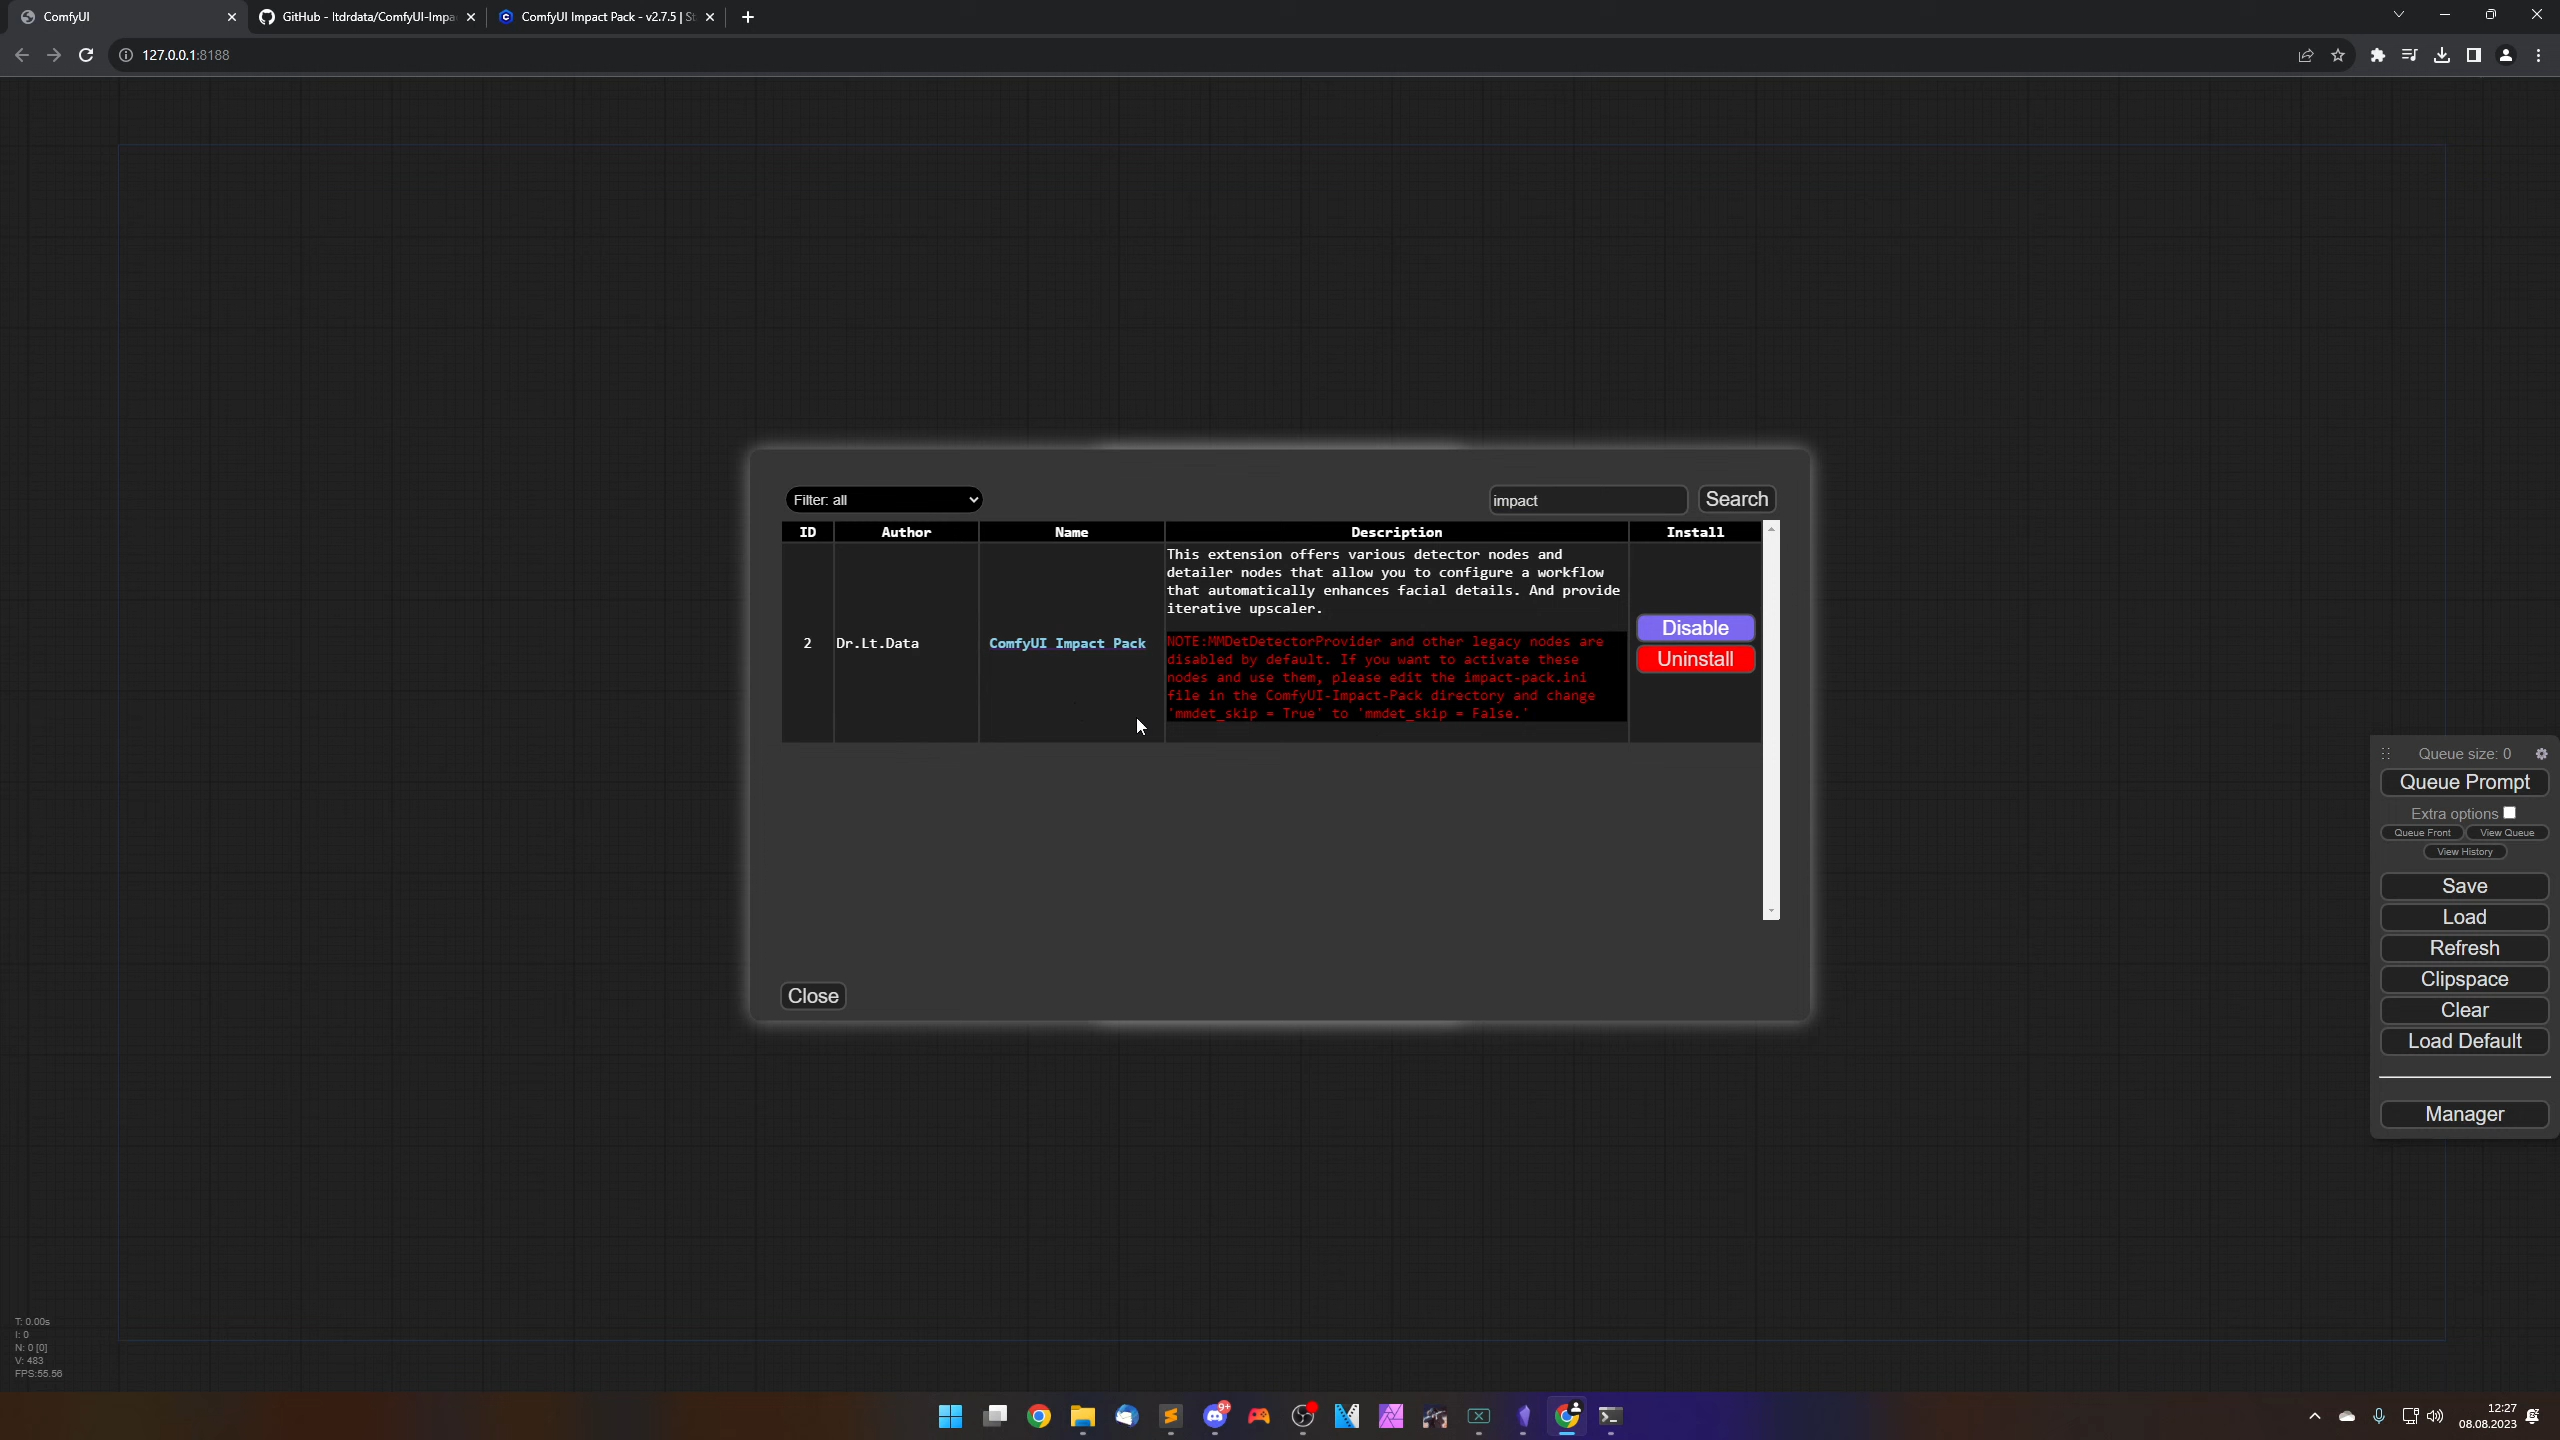 ComfyUI
GitHub - ltdrdata/ComfyUI-Impa
ComfyUI Impact Pack - v2.7.5 | St
127.0.0.1:8188
Filter: all
impact
Search
ID
Author
Name
Description
Install
This extension offers various detector nodes and
detailer nodes that allow you to configure a workflow
that automatically enhances facial details. And provide
iterative upscaler.
2
Dr.Lt.Data
ComfyUI Impact Pack
NOTE:MMDetDetectorProvider and other legacy nodes are
disabled by default. If you want to activate these
nodes and use them, please edit the impact-pack.ini
file in the ComfyUI-Impact-Pack directory and change
'mmdet_skip = True' to 'mmdet_skip = False.'
Disable
Uninstall
Close
Queue size: 0
Queue Prompt
Extra options
Queue Front
View Queue
View History
Save
Load
Refresh
Clipspace
Clear
Load Default
Manager
T: 0.00s
I: 0
N: 0 [0]
V: 483
FPS:55.56
9+
12:27
08.08.2023